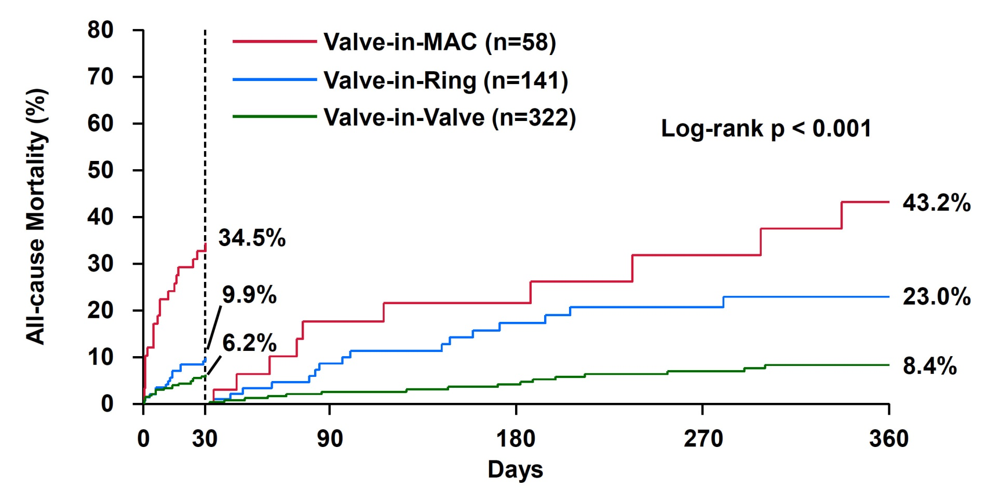 All-cause Mortality (%)
80
70
60
50
40
30
20
10
0
Valve-in-MAC (n=58)
Valve-in-Ring (n=141)
Valve-in-Valve (n=322)
Log-rank p < 0.001
34.5%
9.9%
6.2%
43.2%
23.0%
8.4%
0 30 90 180 270 360
Days